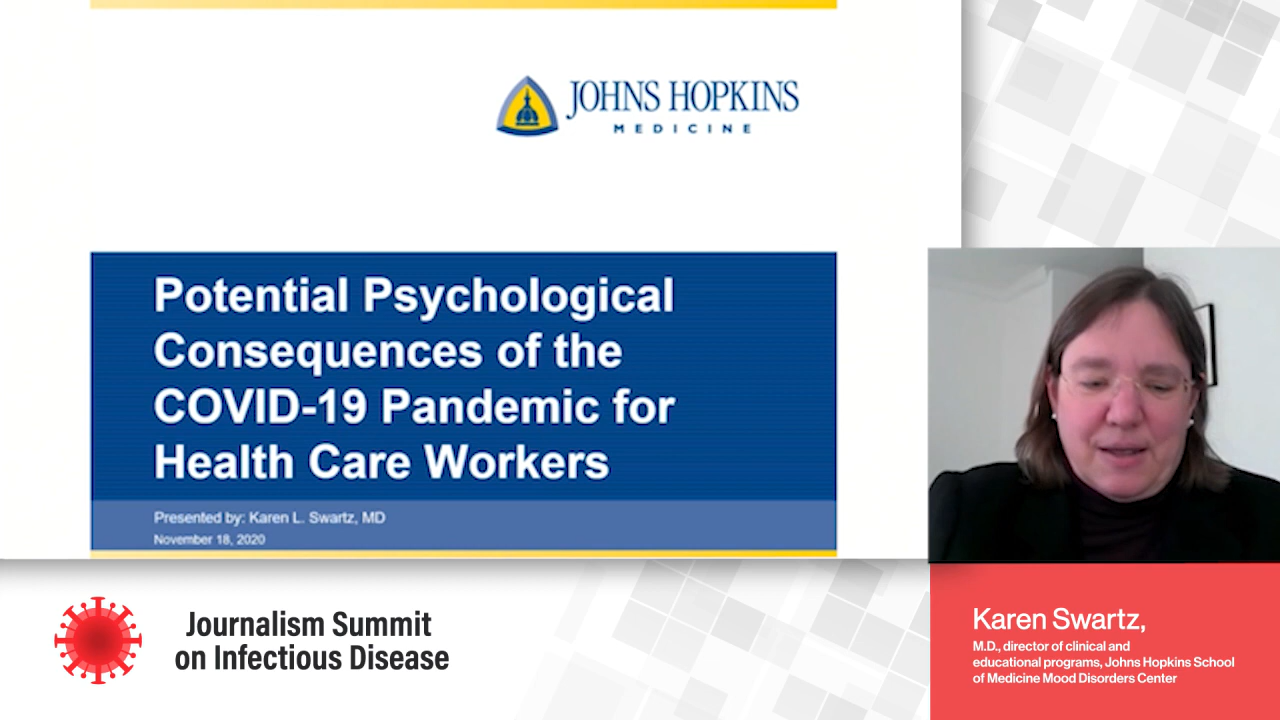 JOHNS HOPKINS
MEDICINE
Potential Psychological
Consequences of the
COVID-19 Pandemic for
Health Care Workers
Presented by: Karen L. Swartz, MD
November 18, 2020
Journalism Summit
on Infectious Disease
Karen Swartz,
M.D., director of clinical and
educational programs, Johns Hopkins School
of Medicine Mood Disorders Center